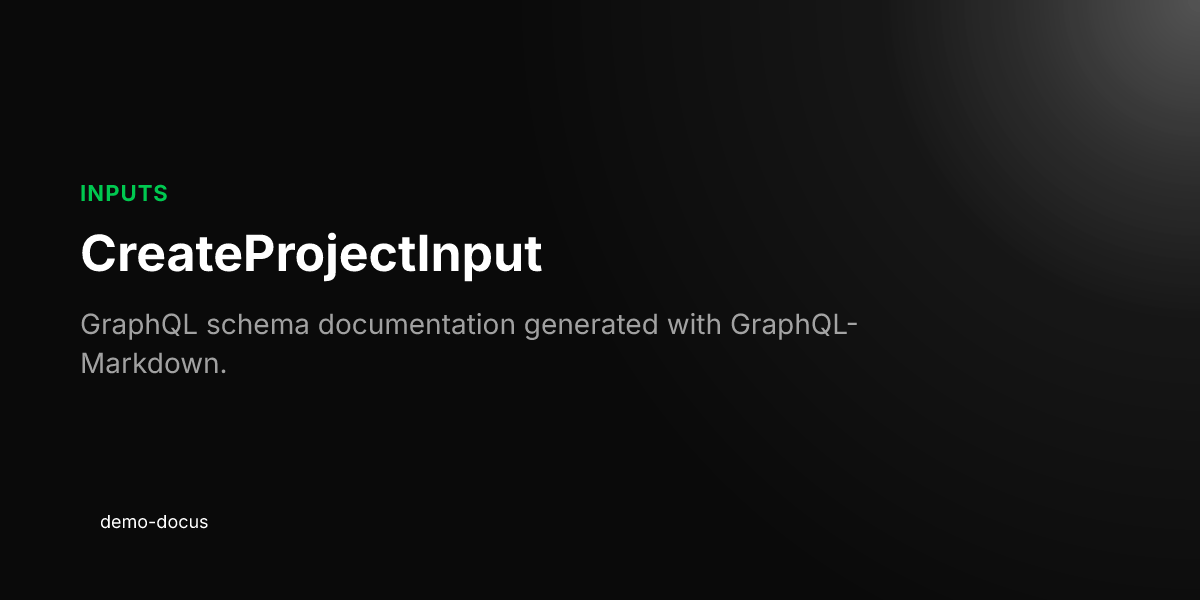 INPUTS
CreateProjectInput
GraphQL schema documentation generated with GraphQL-
Markdown.
demo-docus